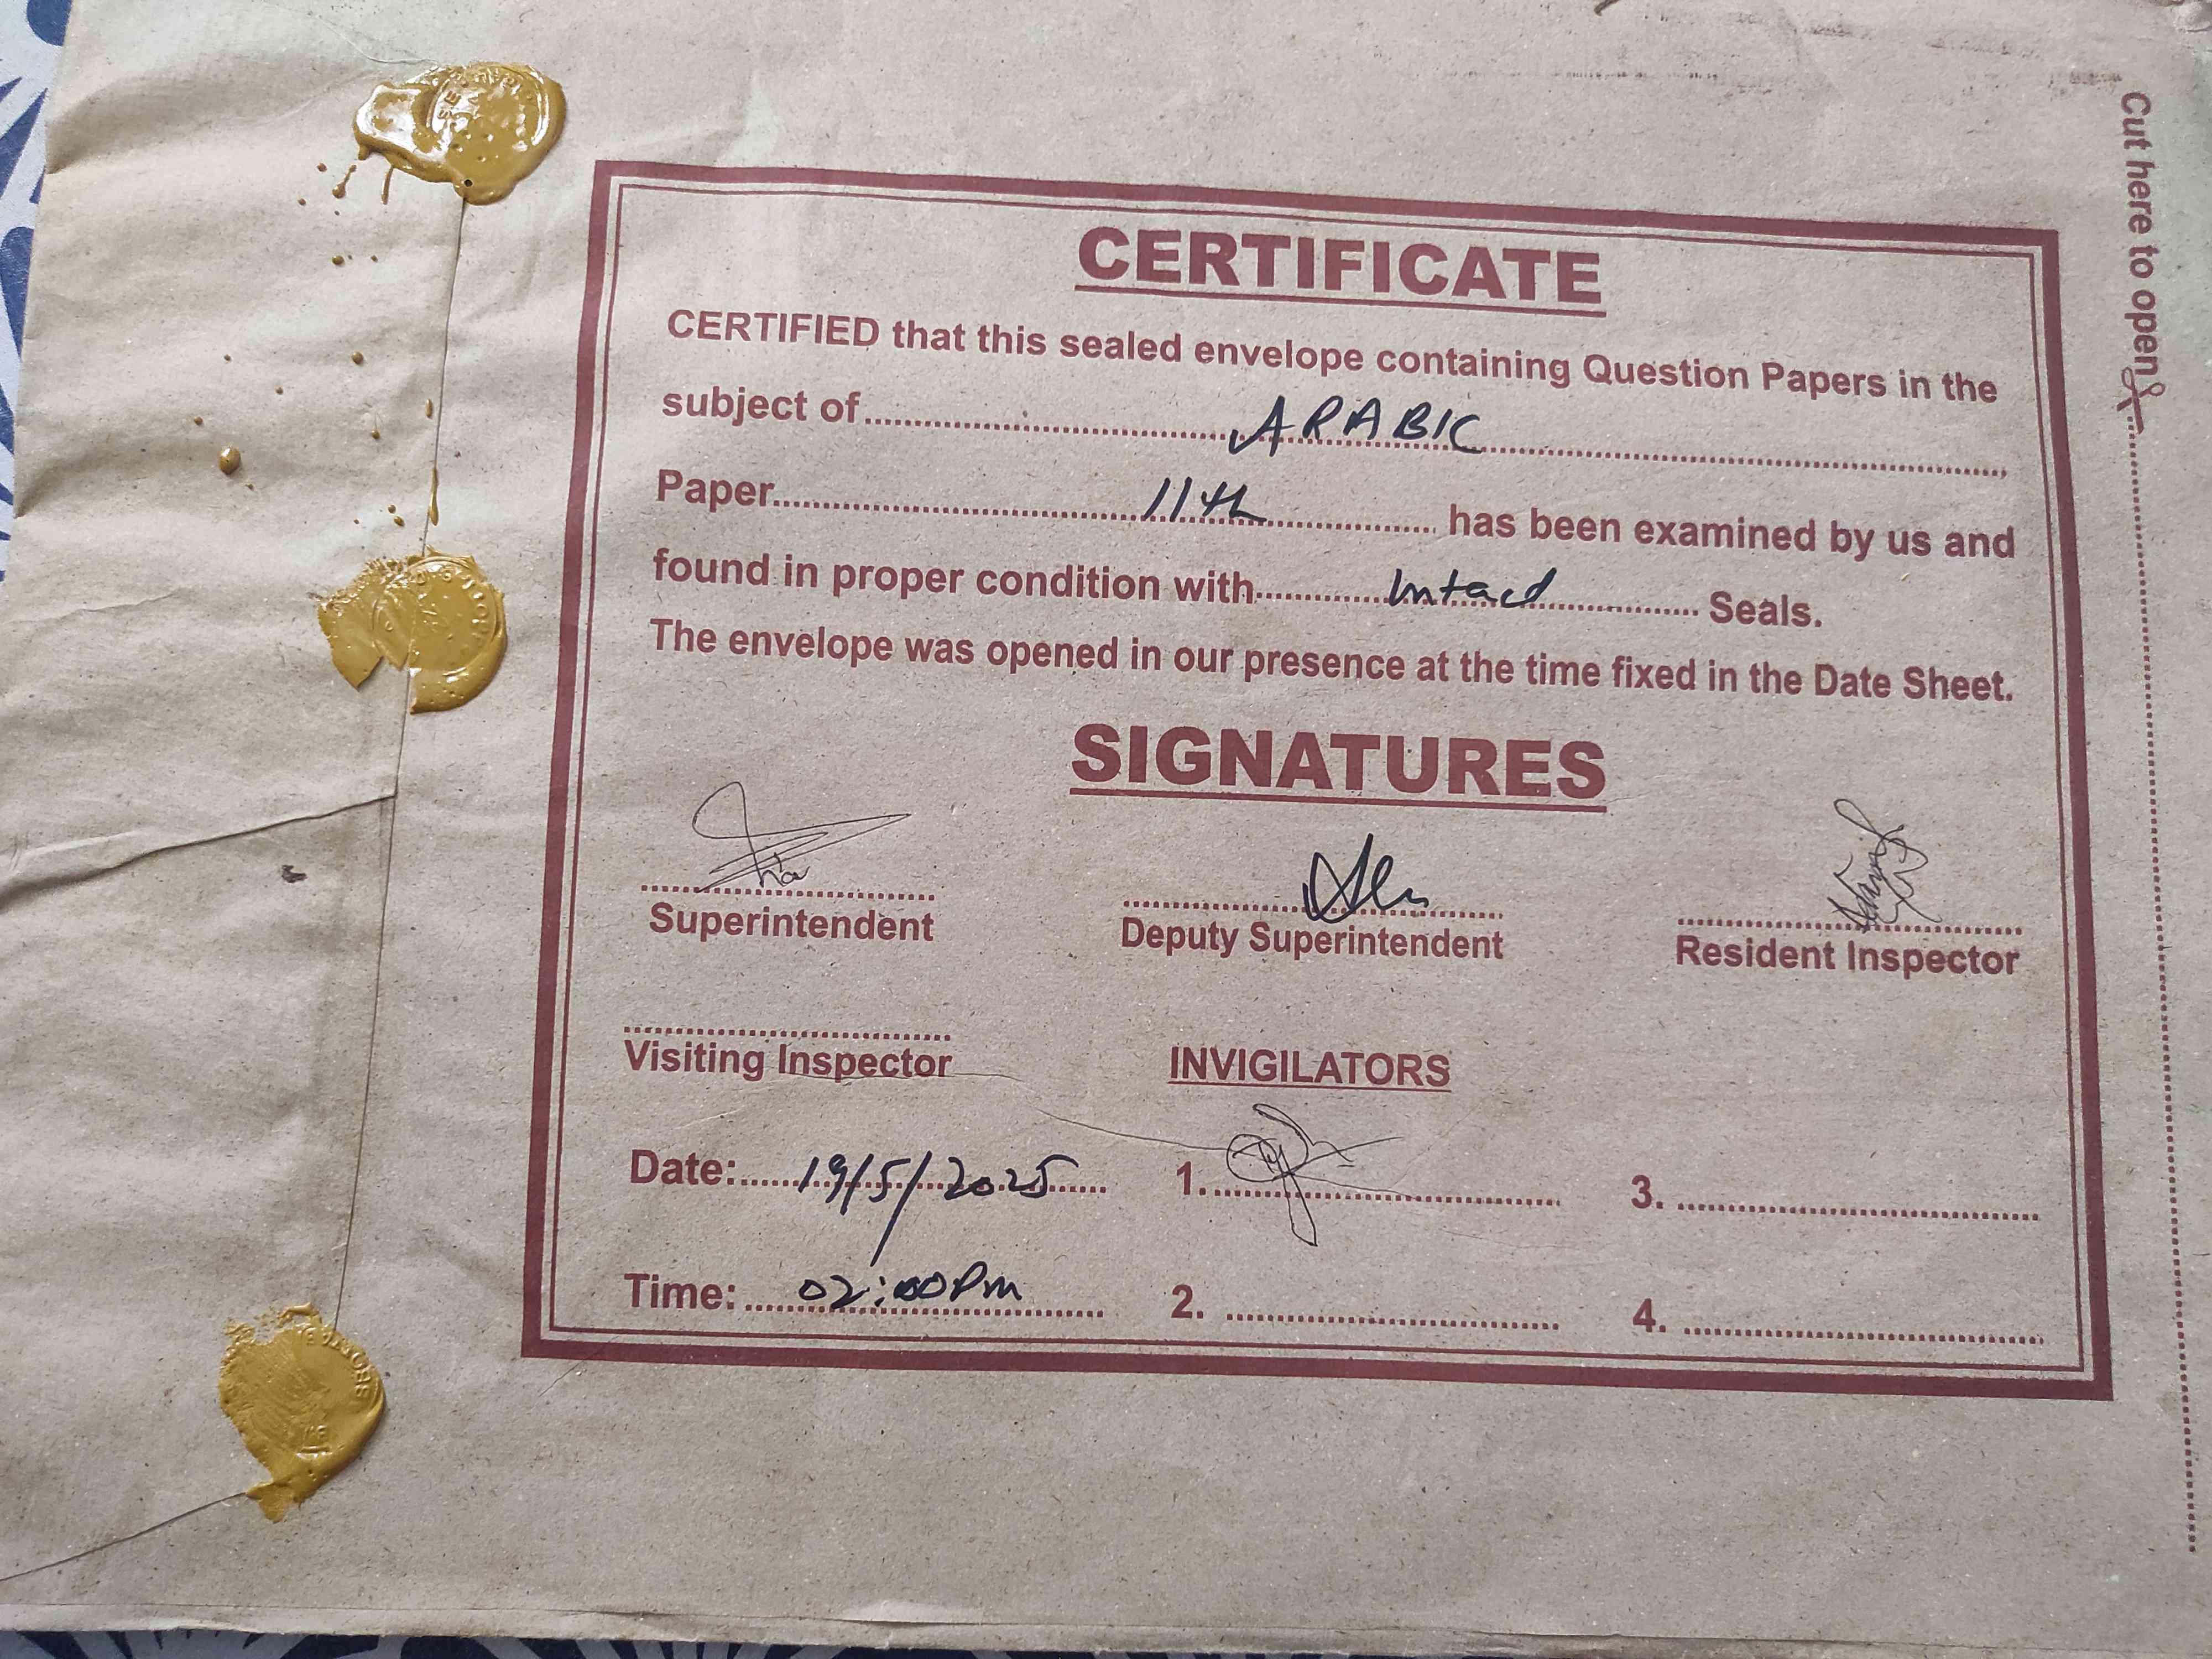 Cut here to open
CERTIFICATE
CERTIFIED that this sealed envelope containing Question Papers in the
subject of ARABIC
Paper 11th has been examined by us and
found in proper condition with Intact Seals.
The envelope was opened in our presence at the time fixed in the Date Sheet.
SIGNATURES
Superintendent Deputy Superintendent Resident Inspector
Visiting Inspector INVIGILATORS
Date: 19/5/2025 1. 3.
Time: 02:00 Pm 2. 4.